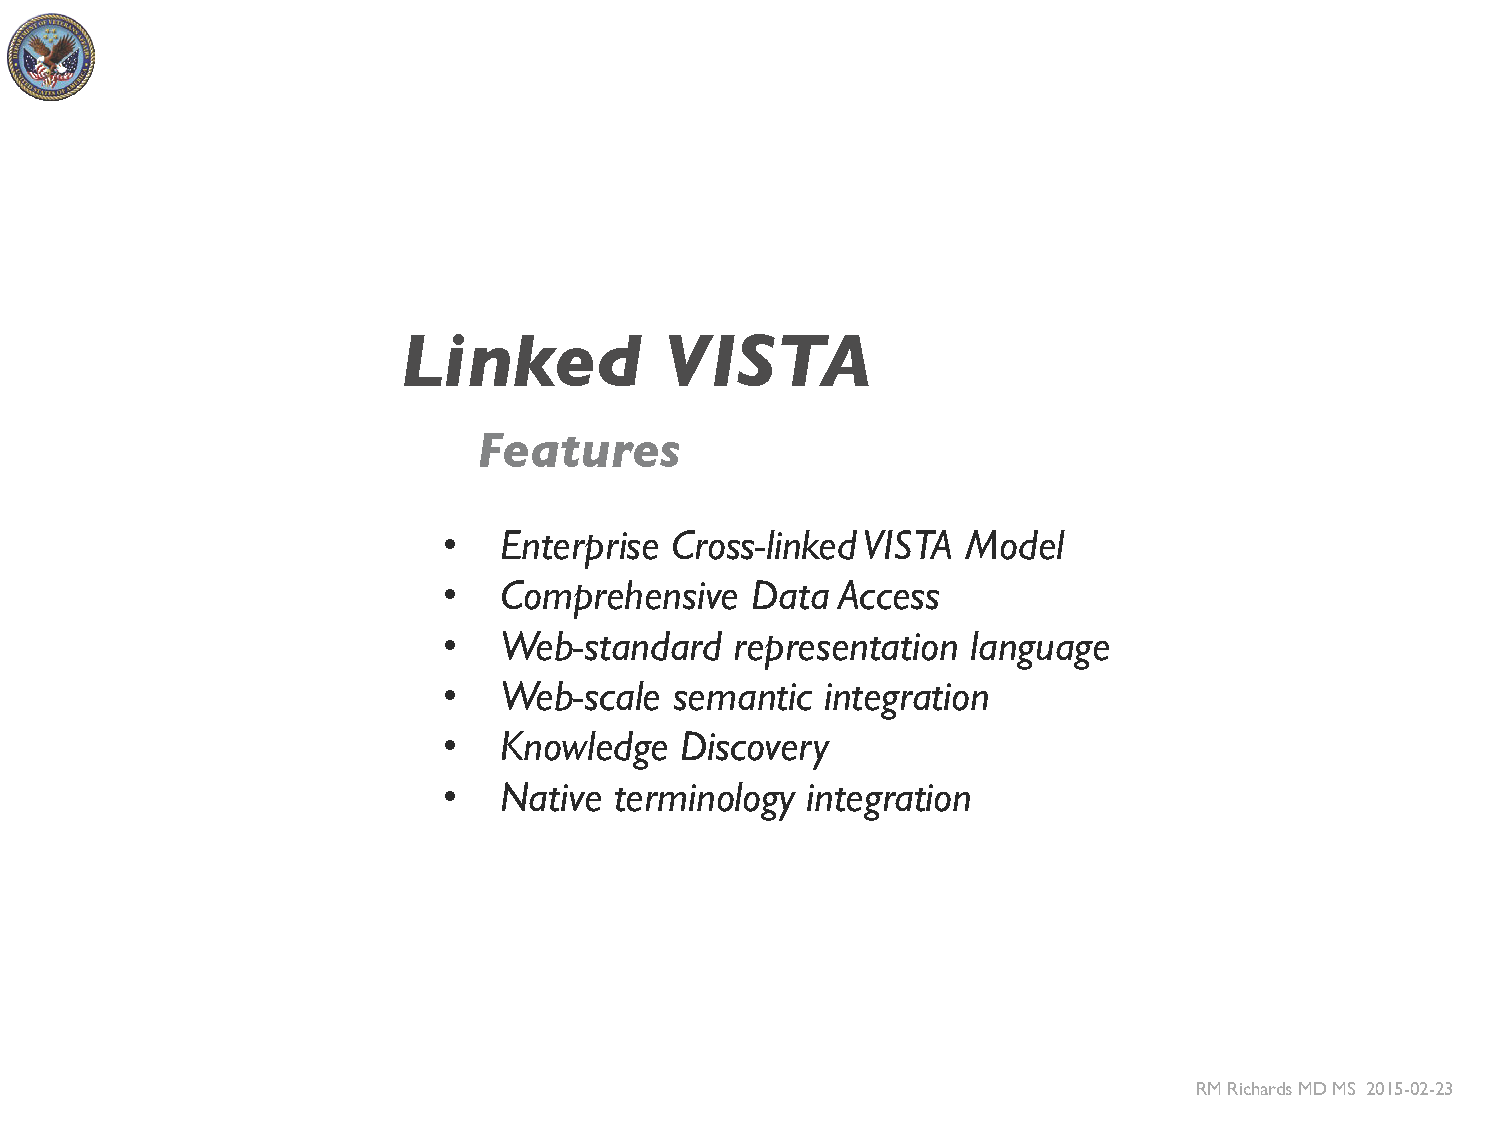 Linked VISTA
Features
• Enterprise Cross-linked VISTA Model
• Comprehensive Data Access
• Web-standard representation language
• Web-scale semantic integration
• Knowledge Discovery
• Native terminology integration
RM Richards MD MS 2015-02-23